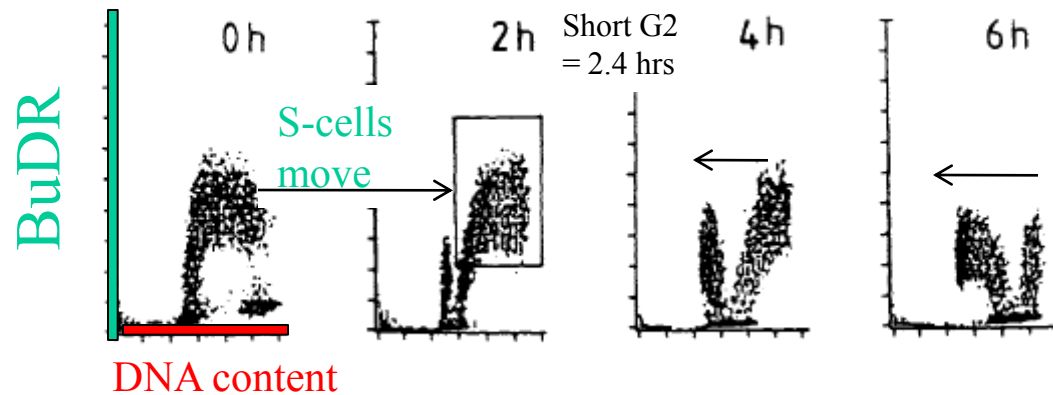 0h
2h
Short G2
= 2.4 hrs
4h
6h
BuDR
S-cells
move
DNA content